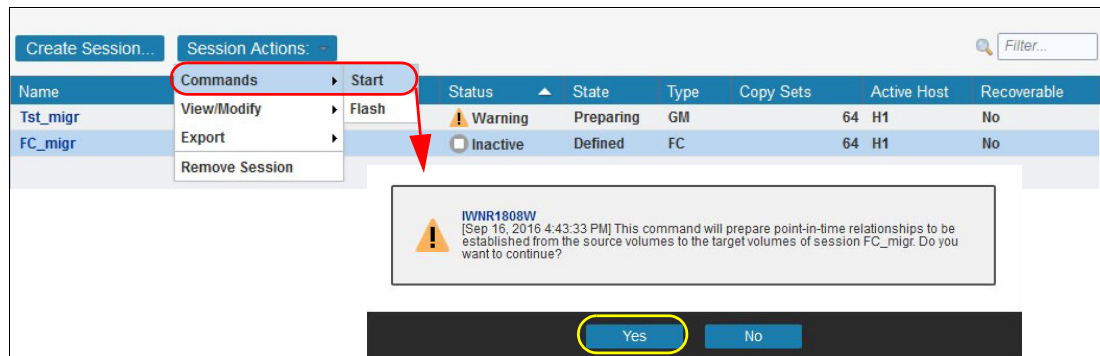 Create Session... Session Actions: Filter...
Name Commands Start Status State Type Copy Sets Active Host Recoverable
Tst_migr View/Modify Flash Warning Preparing GM 64 H1 No
FC_migr Export Inactive Defined FC 64 H1 No
Remove Session
IWNR1808W
[Sep 16, 2016 4:43:33 PM] This command will prepare point-in-time relationships to be
established from the source volumes to the target volumes of session FC_migr. Do you
want to continue?
Yes No